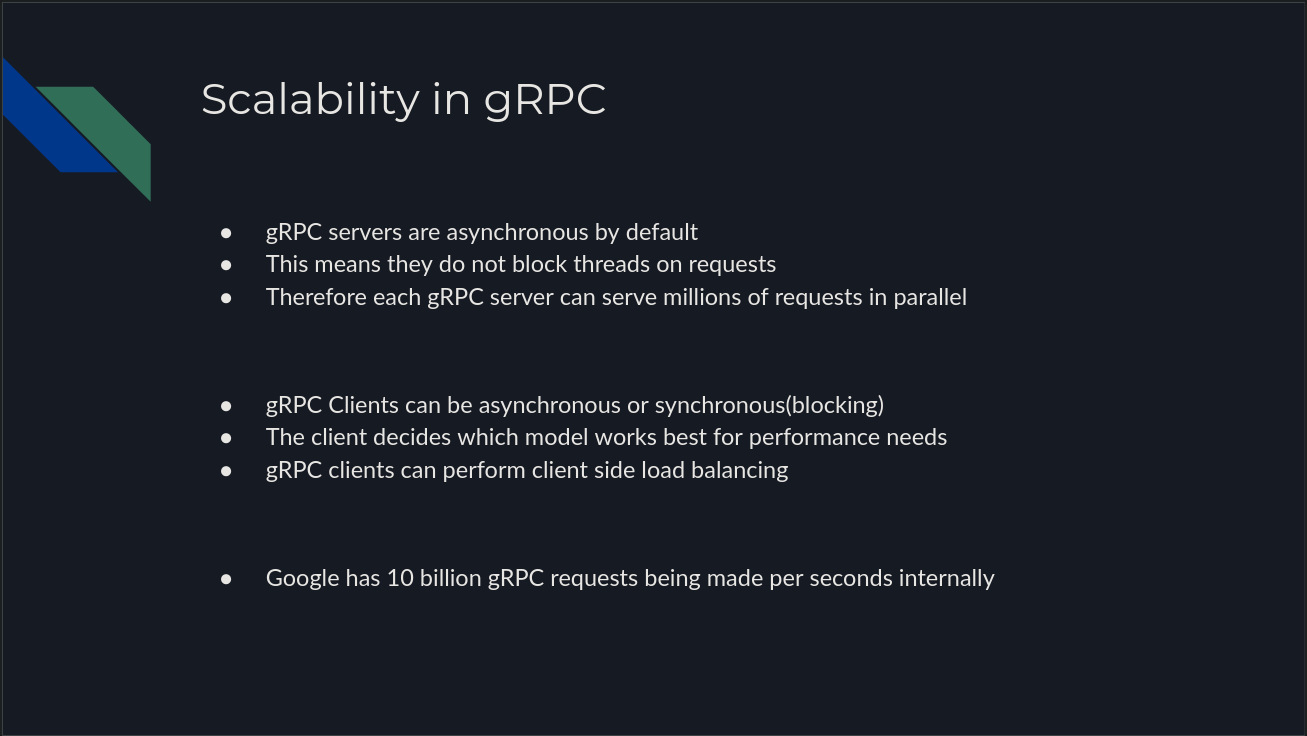 Scalability in gRPC
● gRPC servers are asynchronous by default
● This means they do not block threads on requests
● Therefore each gRPC server can serve millions of requests in parallel
● gRPC Clients can be asynchronous or synchronous(blocking)
● The client decides which model works best for performance needs
● gRPC clients can perform client side load balancing
● Google has 10 billion gRPC requests being made per seconds internally